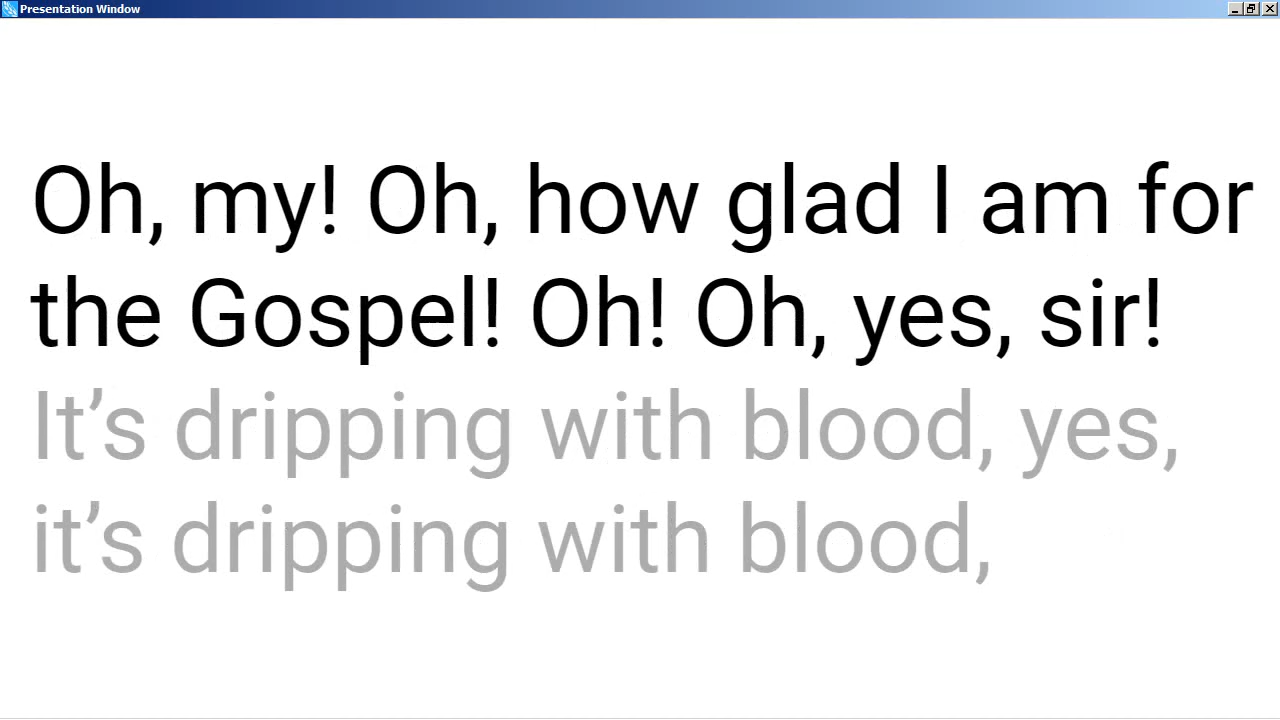 Presentation Window
Oh, my! Oh, how glad I am for
the Gospel! Oh! Oh, yes, sir!
It’s dripping with blood, yes,
it’s dripping with blood,